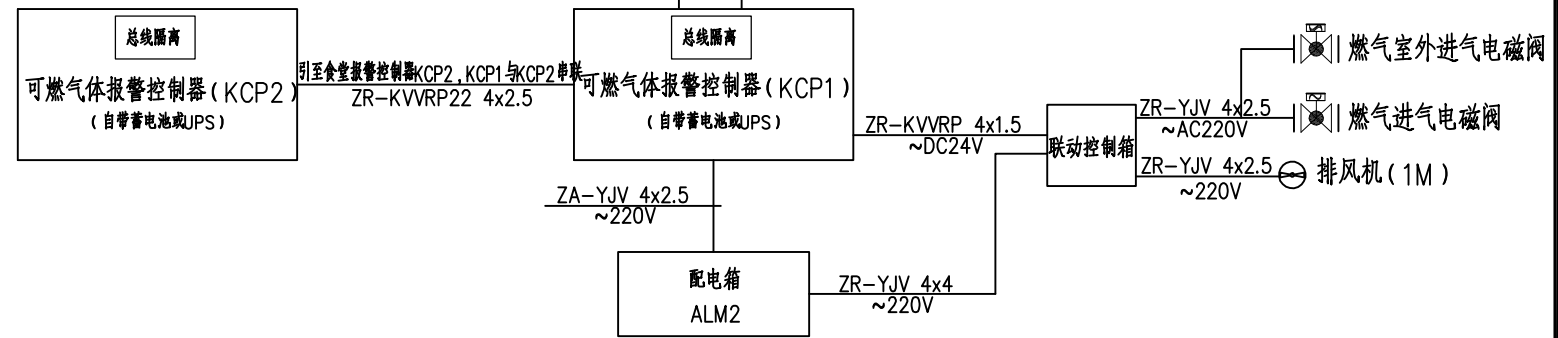 总线隔离
可燃气体报警控制器(KCP2)
(自带蓄电池或UPS)
引至食堂报警控制器KCP2,KCP1与KCP2串联
ZR-KVVRP22 4x2.5
总线隔离
可燃气体报警控制器(KCP1)
(自带蓄电池或UPS)
ZR-KVVRP 4x1.5
~DC24V
联动控制箱
ZR-YJV 4x2.5
~AC220V
燃气室外进气电磁阀
燃气进气电磁阀
ZR-YJV 4x2.5
~220V
排风机(1M)
ZA-YJV 4x2.5
~220V
配电箱
ALM2
ZR-YJV 4x4
~220V